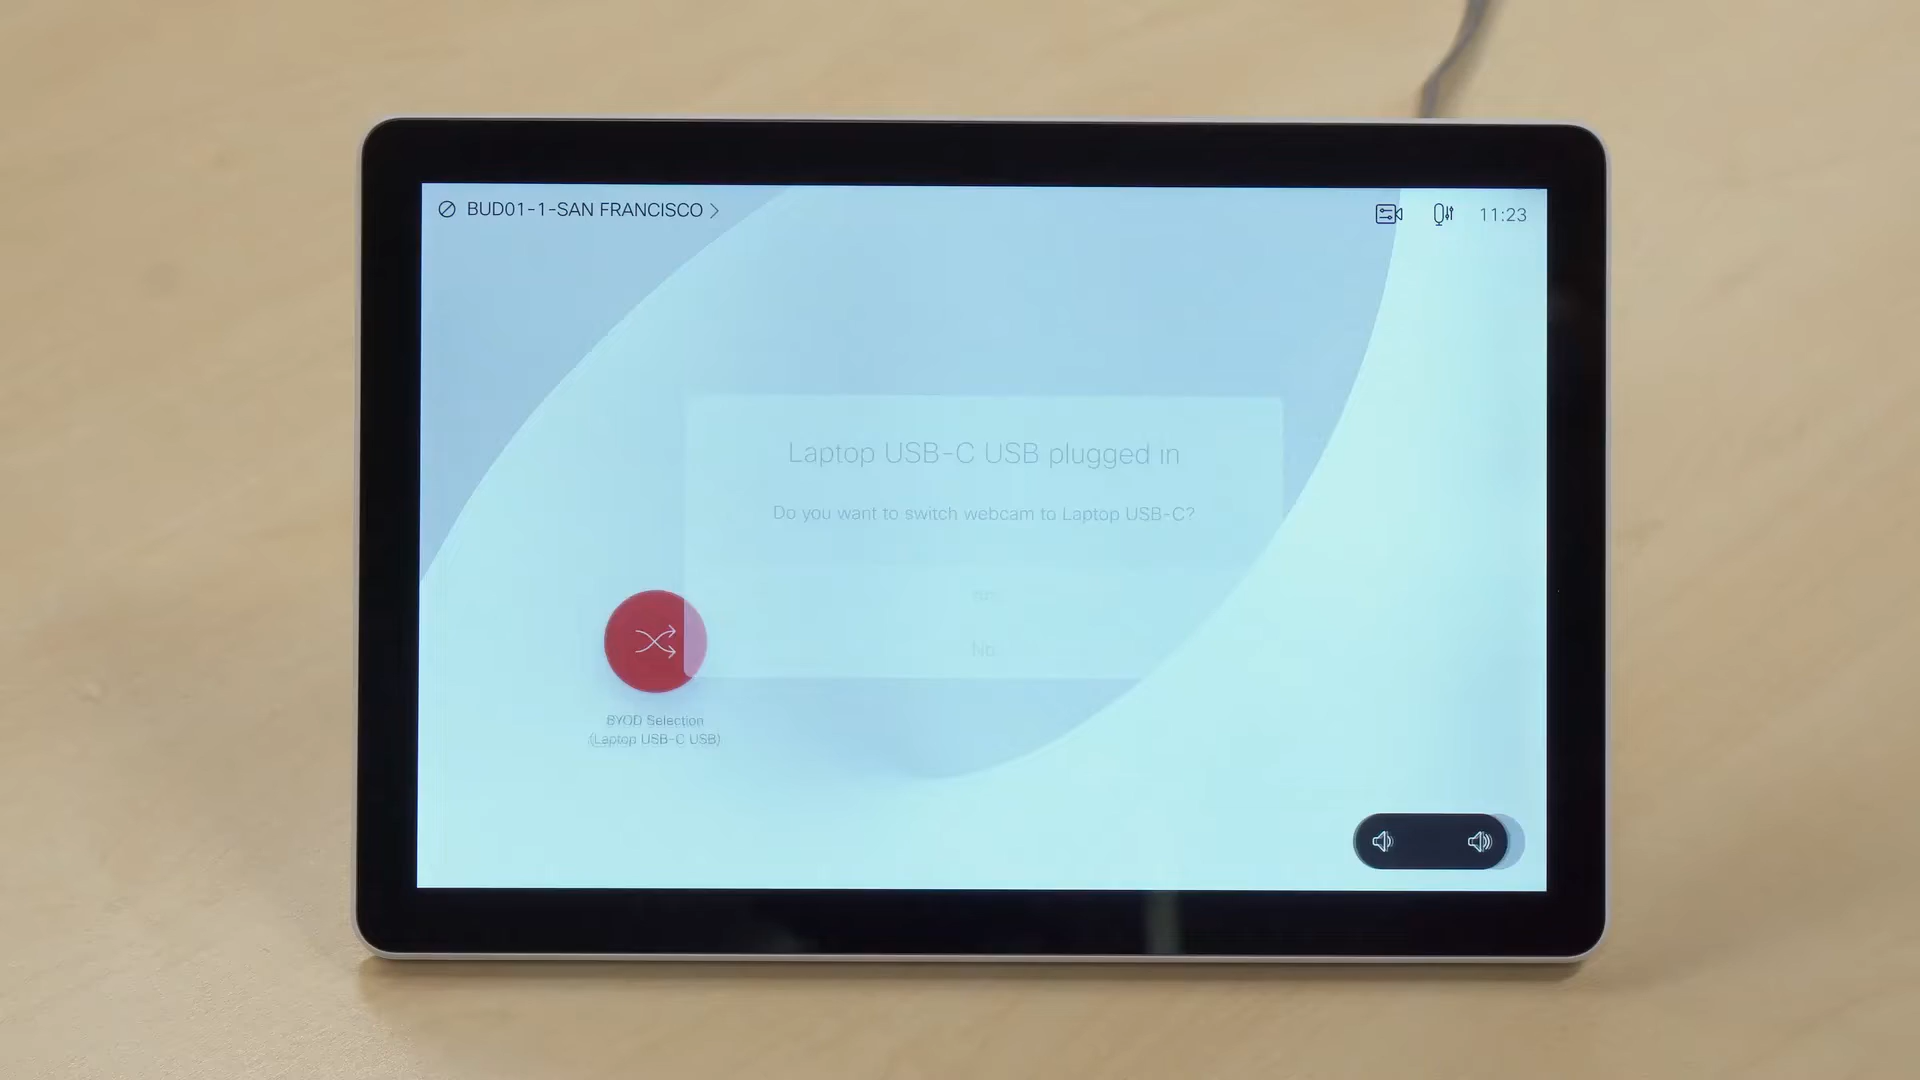 BUD01-1-SAN FRANCISCO
11:23
Laptop USB-C USB plugged in
Do you want to switch webcam to Laptop USB-C?
No
BYOD Selection
(Laptop USB-C USB)